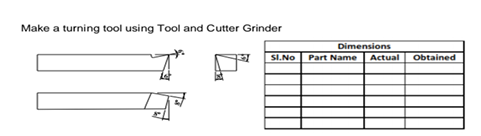 Make a turning tool using Tool and Cutter Grinder
Dimensions
Sl.No Part Name Actual Obtained